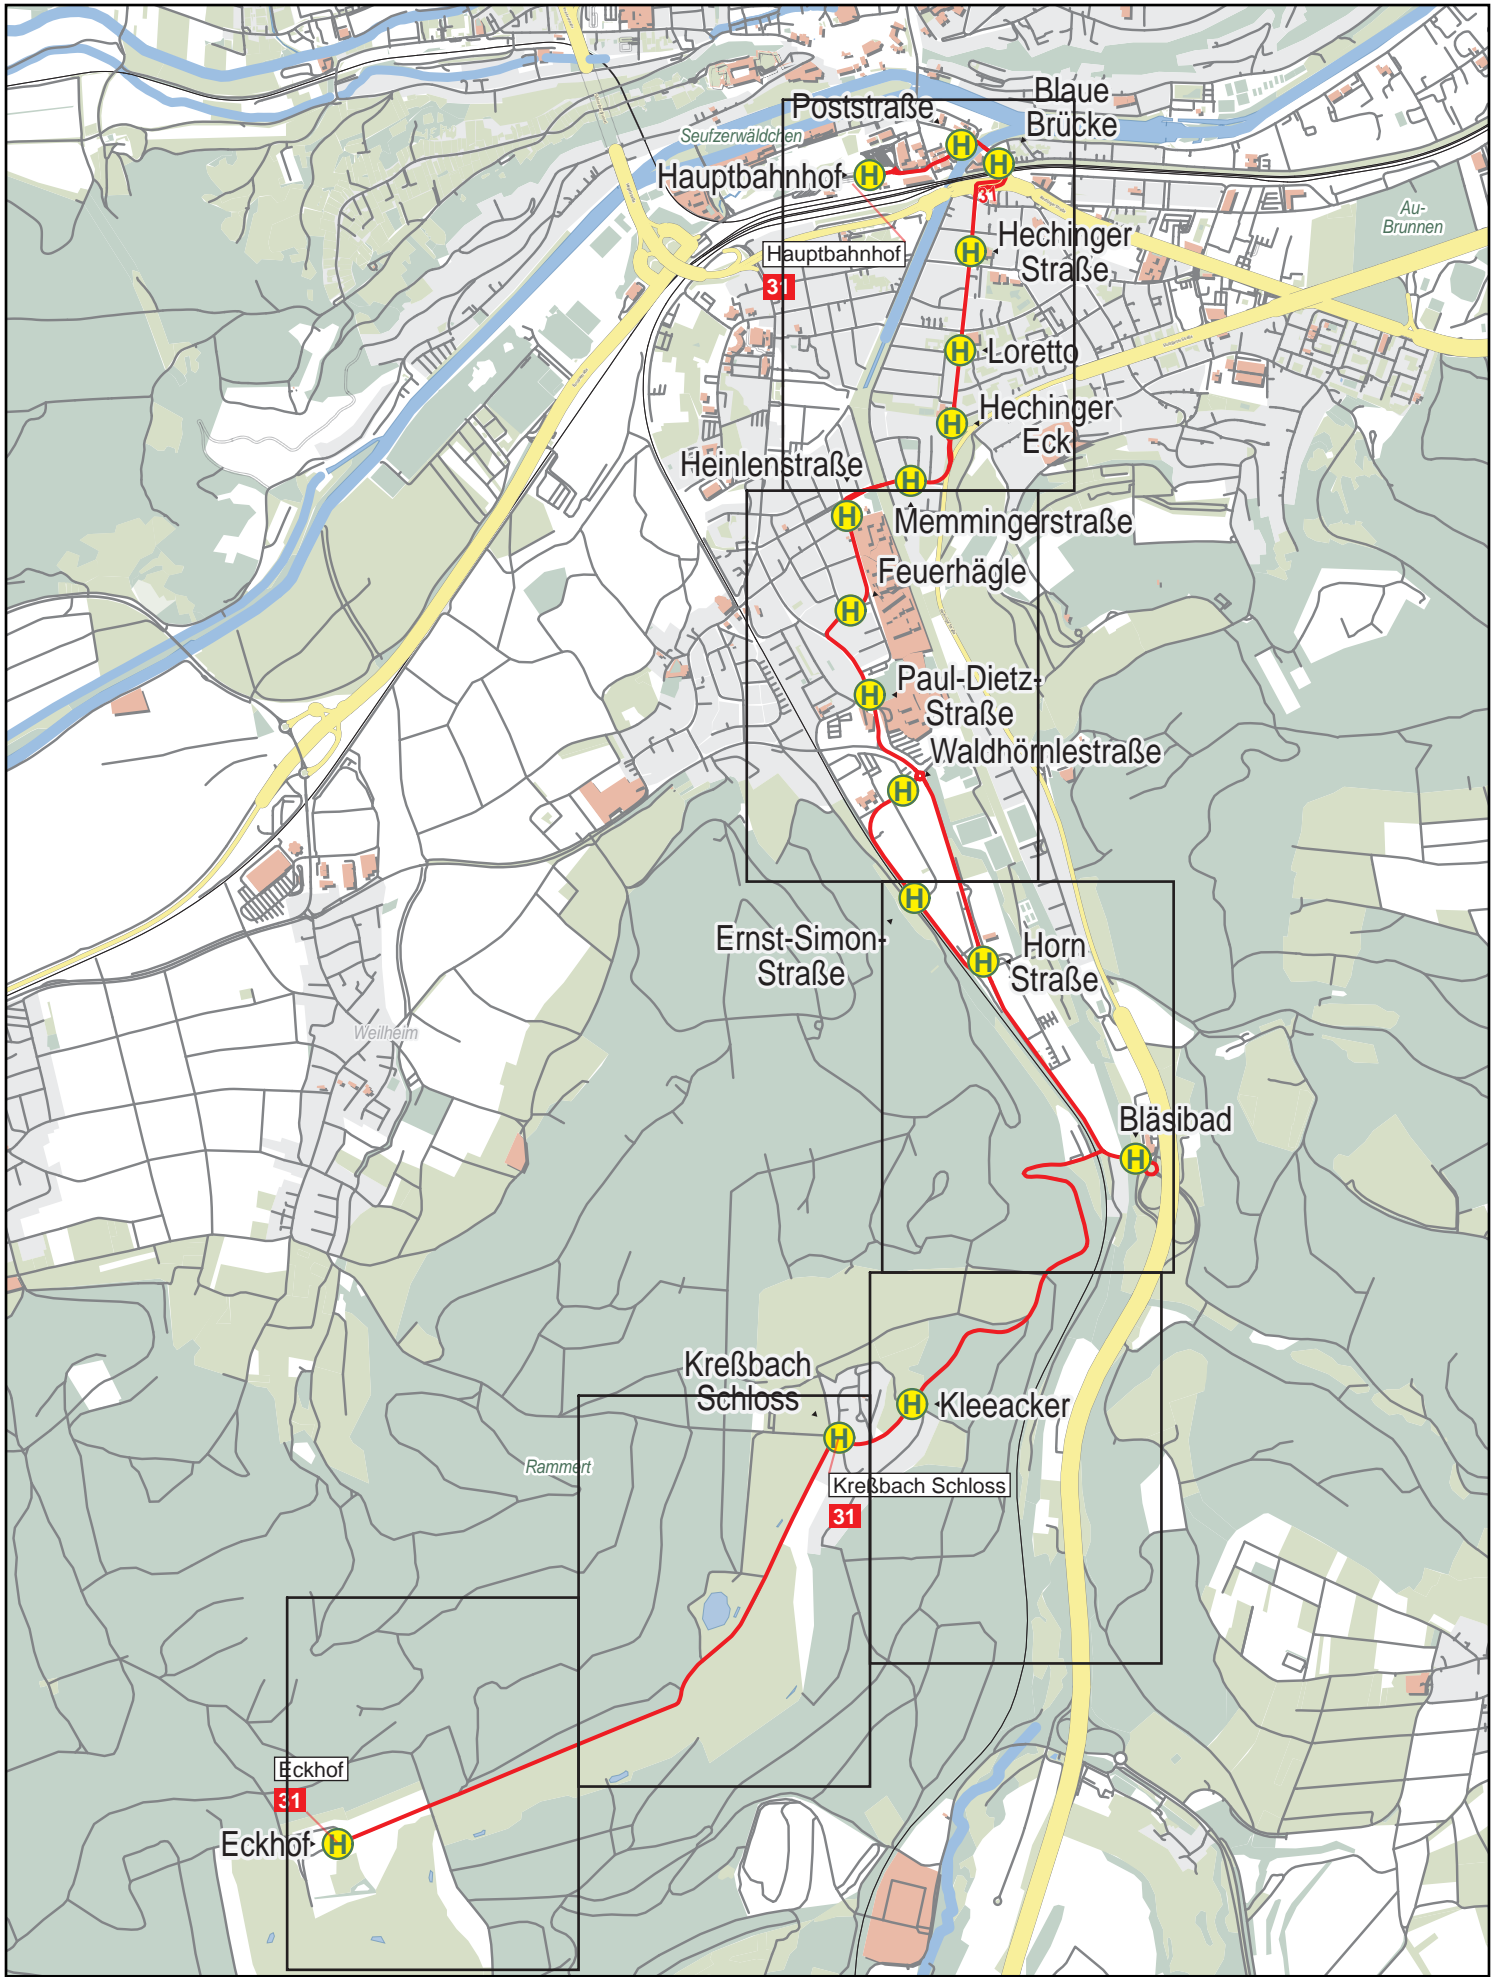 Poststraße
Blaue
Brücke
Seufzerwäldchen
Hauptbahnhof
H
H
H
31
Au-
Brunnen
Hauptbahnhof
31
H
Hechinger
Straße
H
Loretto
H
Hechinger
Eck
Heinlenstraße
H
H
Memmingerstraße
Feuerhägle
H
H
Paul-Dietz-
Straße
Waldhörnlestraße
H
H
Ernst-Simon-
Straße
H
Horn
Straße
Weilheim
Bläsibad
H
Kreßbach
Schloss
H
Kleeacker
H
Rammert
Kreßbach Schloss
31
Eckhof
31
Eckhof
H